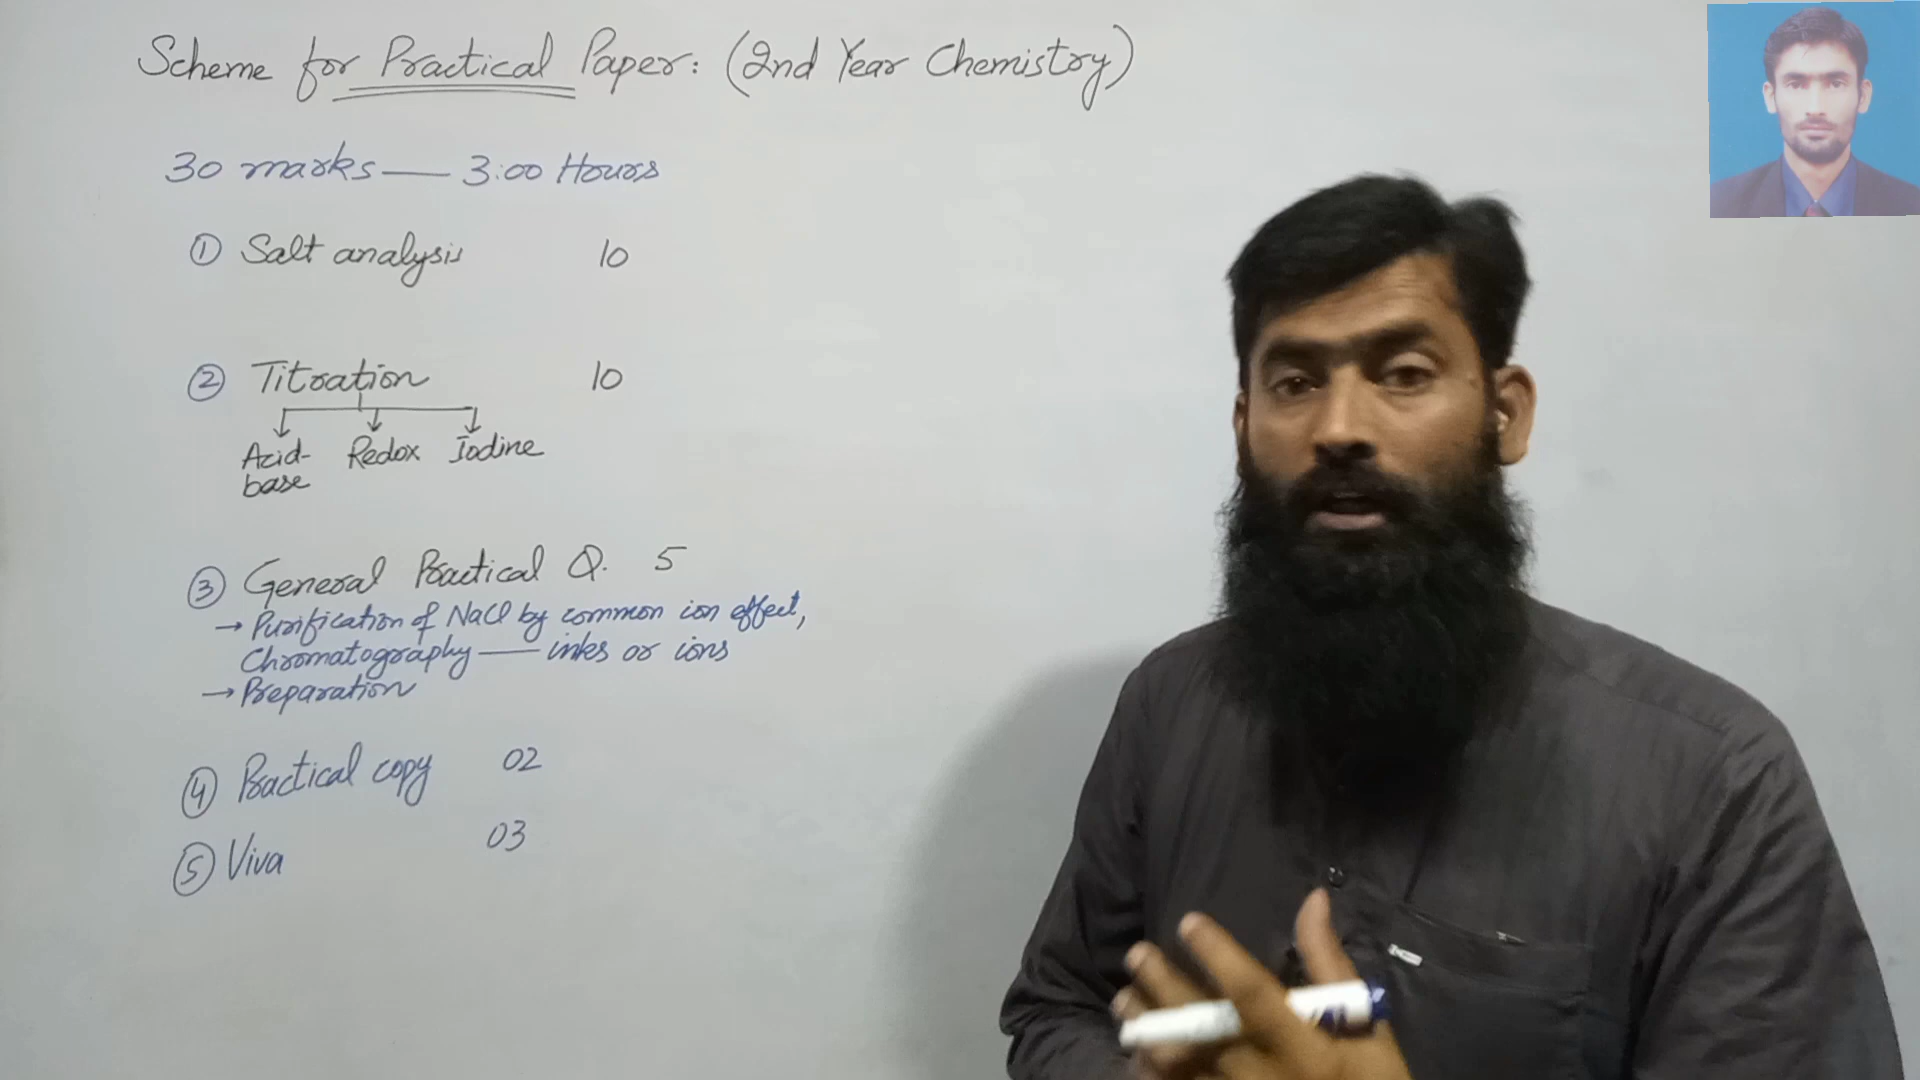 Scheme for Practical Paper: (2nd Year Chemistry)
30 marks — 3:00 Hours
① Salt analysis 10
② Titration 10
Acid- Redox Iodine
base
③ General Practical Q. 5
→ Purification of NaCl by common ion effect,
Chromatography — inks or ions
→ Preparation
④ Practical copy 02
⑤ Viva 03